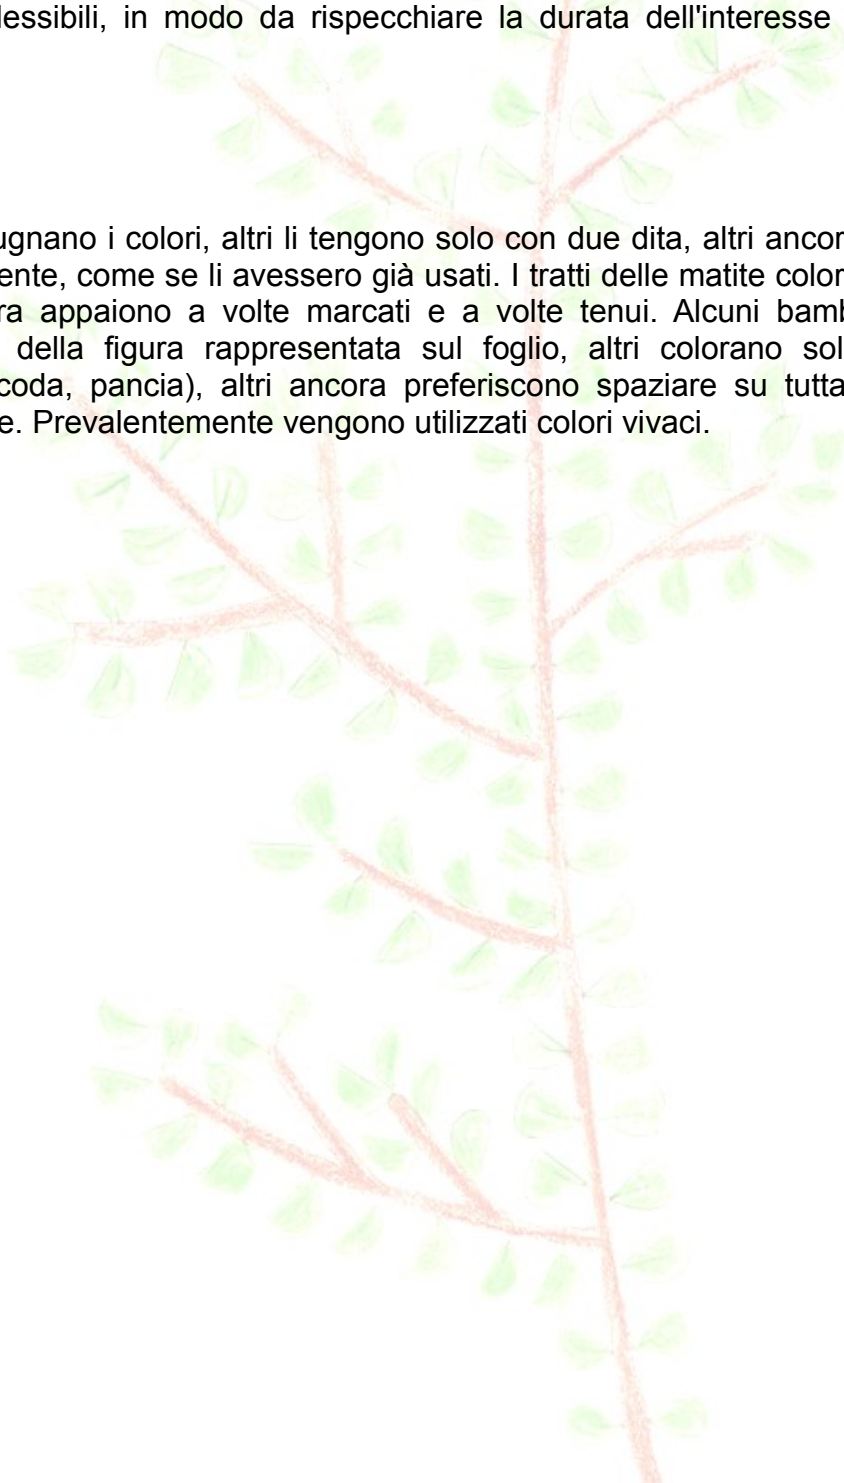 lessibili, in modo da rispecchiare la durata dell'interesse
ugnano i colori, altri li tengono solo con due dita, altri ancor
ente, come se li avessero già usati. I tratti delle matite color
ra appaiono a volte marcati e a volte tenui. Alcuni bamb
della figura rappresentata sul foglio, altri colorano sol
coda, pancia), altri ancora preferiscono spaziare su tutta
e. Prevalentemente vengono utilizzati colori vivaci.